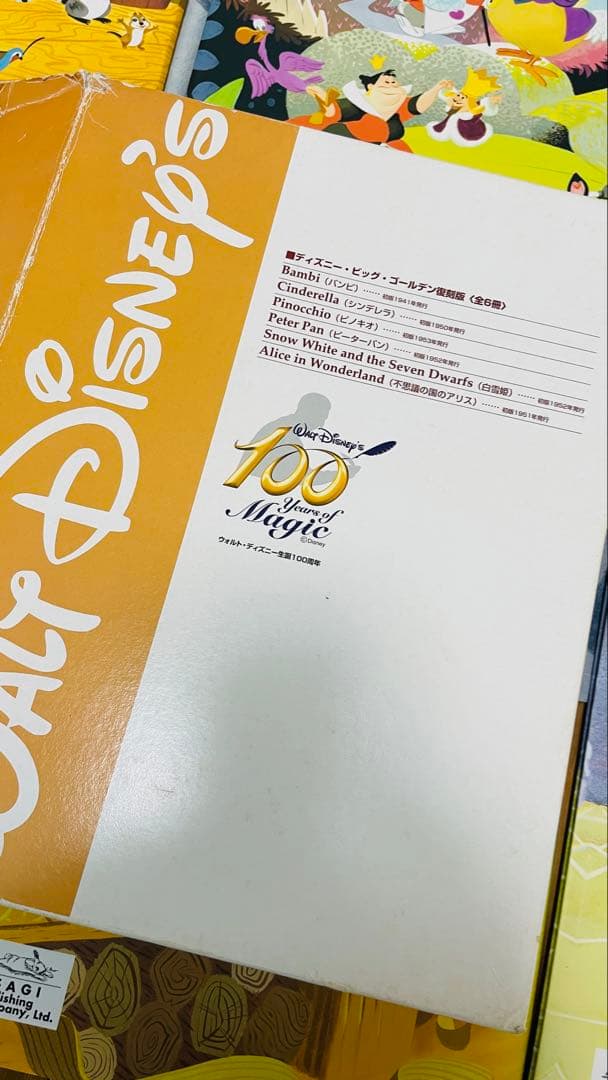 WALT DISNEY'S
■ディズニー・ビッグ・ゴールデン復刻版〈全6冊〉
Bambi（バンビ）…… 初版1941年発行
Cinderella（シンデレラ）…… 初版1950年発行
Pinocchio（ピノキオ）…… 初版1953年発行
Peter Pan（ピーターパン）…… 初版1952年発行
Snow White and the Seven Dwarfs（白雪姫）…… 初版1952年発行
Alice in Wonderland（不思議の国のアリス）…… 初版1951年発行
WALT DISNEY'S
100
Years of
Magic
©Disney
ウォルト・ディズニー生誕100周年
Ltd.